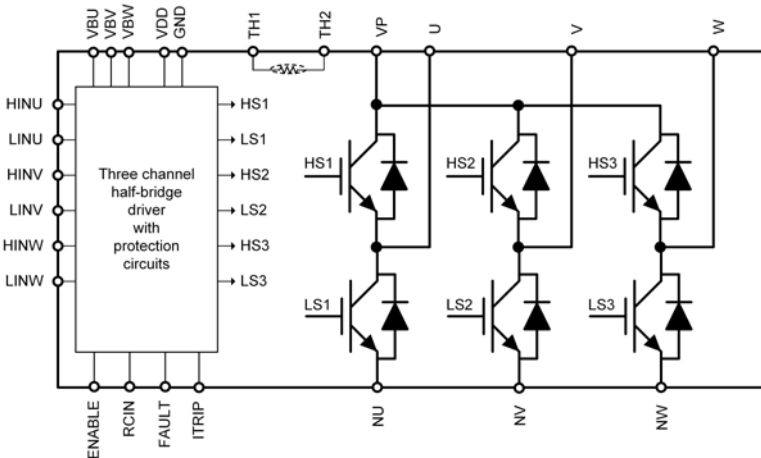 VBU
VBV
VBW
VDD
GND
TH1
TH2
VP
U
V
W
HINU
LINU
HINV
LINV
HINW
LINW
Three channel
half-bridge
driver
with
protection
circuits
HS1
LS1
HS2
LS2
HS3
LS3
HS1
HS2
HS3
LS1
LS2
LS3
ENABLE
RCIN
FAULT
ITRIP
NU
NV
NW